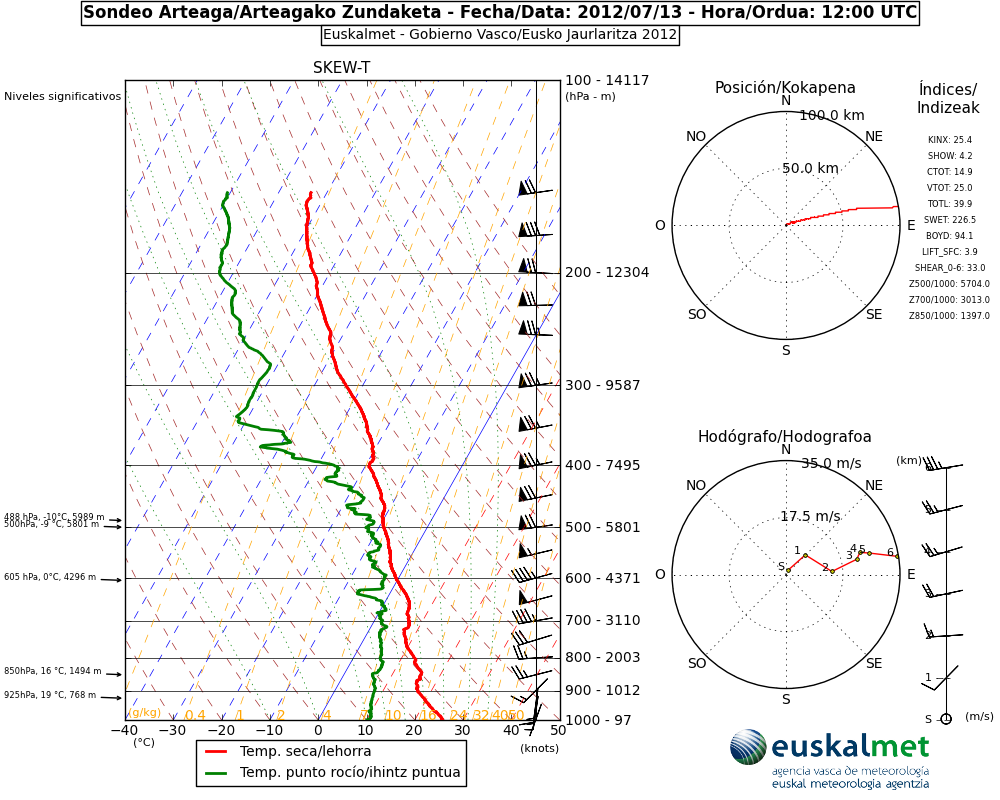 Sondeo Arteaga/Arteagako Zundaketa - Fecha/Data: 2012/07/13 - Hora/Ordua: 12:00 UTC
Euskalmet - Gobierno Vasco/Eusko Jaurlaritza 2012
SKEW-T
Niveles significativos
100 - 14117
(hPa - m)
200 - 12304
300 - 9587
400 - 7495
488 hPa, -10°C, 5989 m
500hPa, -9 °C, 5801 m
500 - 5801
605 hPa, 0°C, 4296 m
600 - 4371
700 - 3110
800 - 2003
850hPa, 16 °C, 1494 m
900 - 1012
925hPa, 19 °C, 768 m
(g/kg) 0.4 1 2 4 10 16 24 32 40 50
1000 - 97
−40 −30 −20 −10 0 10 20 30 40 50
(°C)
(knots)
Temp. seca/lehorra
Temp. punto rocío/ihintz puntua
Posición/Kokapena
N
100.0 km
NO
NE
50.0 km
O
E
SO
SE
S
Índices/
Indizeak
KINX: 25.4
SHOW: 4.2
CTOT: 14.9
VTOT: 25.0
TOTL: 39.9
SWET: 226.5
BOYD: 94.1
LIFT_SFC: 3.9
SHEAR_0-6: 33.0
Z500/1000: 5704.0
Z700/1000: 3013.0
Z850/1000: 1397.0
Hodógrafo/Hodografoa
N
35.0 m/s
(km)
NO
NE
17.5 m/s
S 1 2 3 4 5 6
O
E
SO
SE
S
1
S
(m/s)
euskalmet
agencia vasca de meteorología
euskal meteorologia agentzia